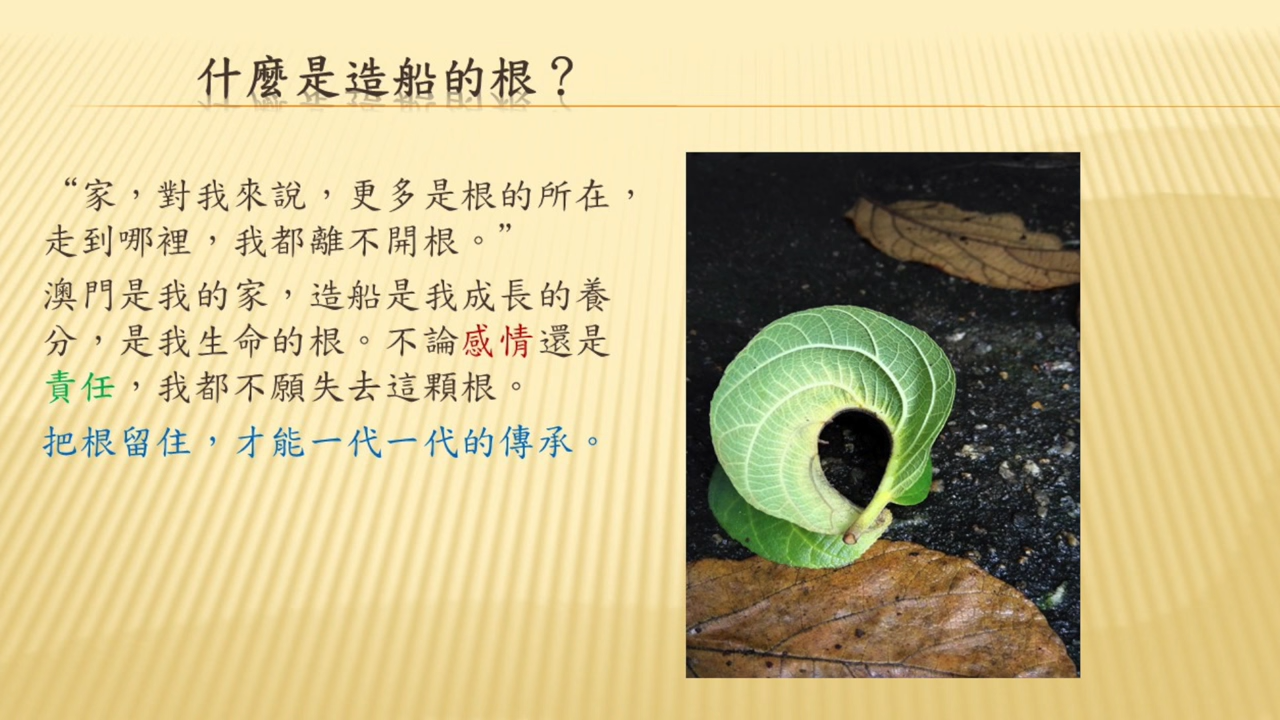 什麼是造船的根？
“家，對我來說，更多是根的所在，
走到哪裡，我都離不開根。”
澳門是我的家，造船是我成長的養
分，是我生命的根。不論感情還是
責任，我都不願失去這顆根。
把根留住，才能一代一代的傳承。